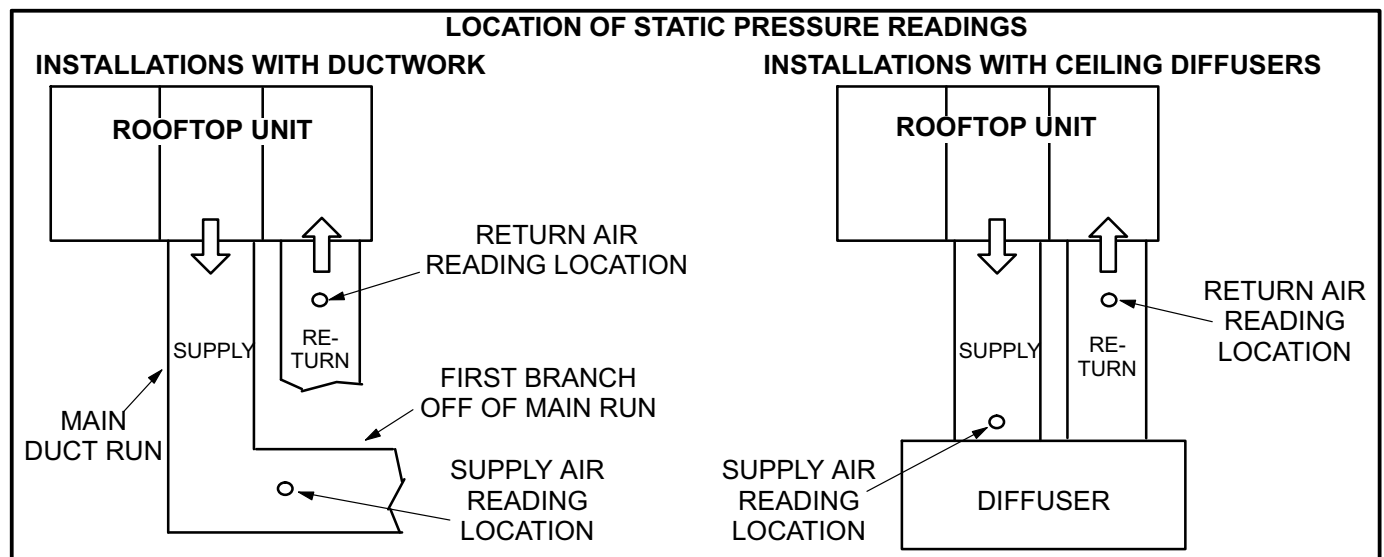 LOCATION OF STATIC PRESSURE READINGS
INSTALLATIONS WITH DUCTWORK
ROOFTOP UNIT
RETURN AIR
READING LOCATION
SUPPLY
RE-
TURN
MAIN
DUCT RUN
FIRST BRANCH
OFF OF MAIN RUN
SUPPLY AIR
READING
LOCATION
INSTALLATIONS WITH CEILING DIFFUSERS
ROOFTOP UNIT
RETURN AIR
READING
LOCATION
SUPPLY
RE-
TURN
SUPPLY AIR
READING
LOCATION
DIFFUSER